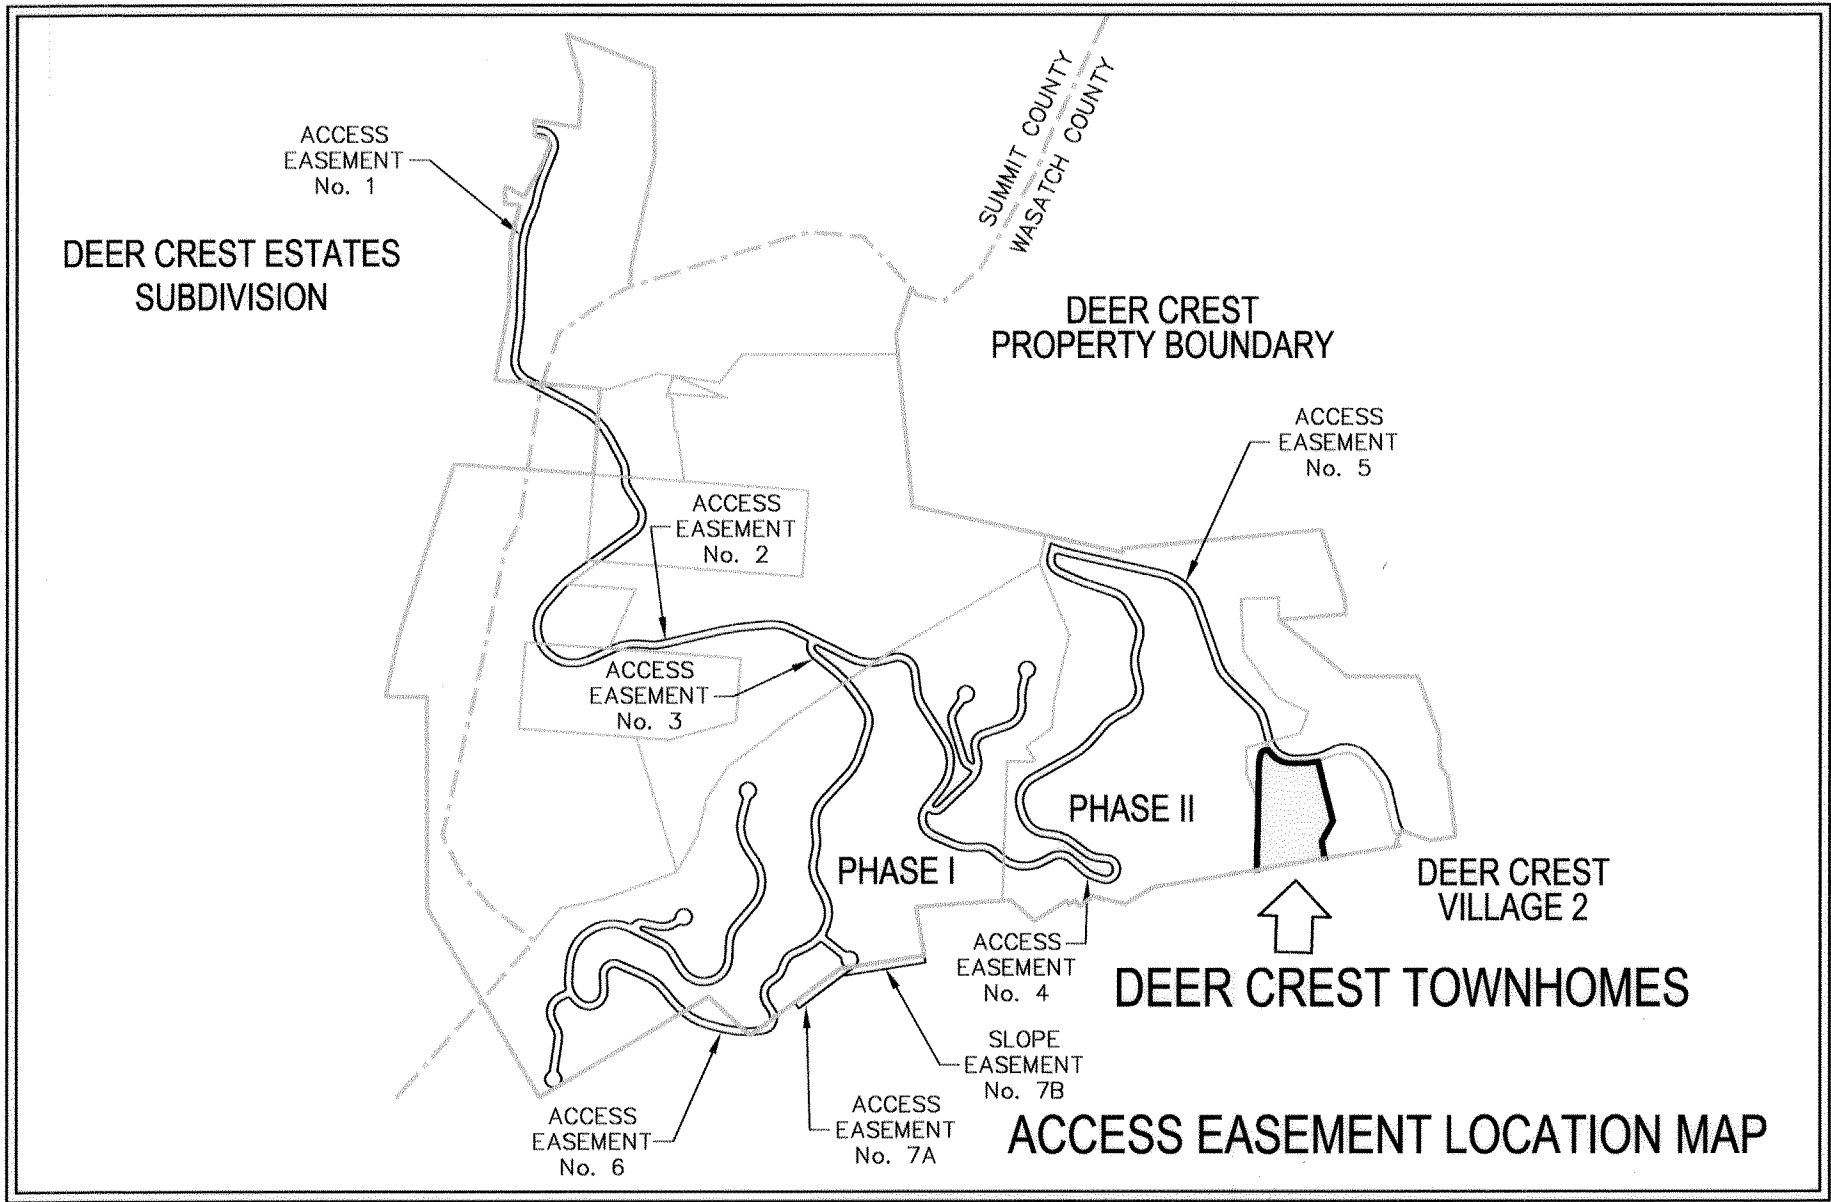 SUMMIT COUNTY
WASATCH COUNTY
ACCESS
EASEMENT
No. 1
DEER CREST ESTATES
SUBDIVISION
DEER CREST
PROPERTY BOUNDARY
ACCESS
EASEMENT
No. 5
ACCESS
EASEMENT
No. 2
ACCESS
EASEMENT
No. 3
PHASE II
PHASE I
DEER CREST
VILLAGE 2
ACCESS
EASEMENT
No. 4
DEER CREST TOWNHOMES
SLOPE
EASEMENT
No. 7B
ACCESS
EASEMENT
No. 7A
ACCESS
EASEMENT
No. 6
ACCESS EASEMENT LOCATION MAP